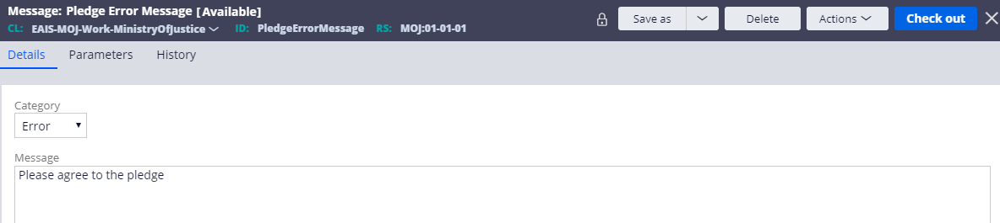 Message: Pledge Error Message [Available]
CL: EAIS-MOJ-Work-MinistryOfJustice ID: PledgeErrorMessage RS: MOJ:01-01-01
Save as Delete Actions Check out
Details Parameters History
Category
Error
Message
Please agree to the pledge